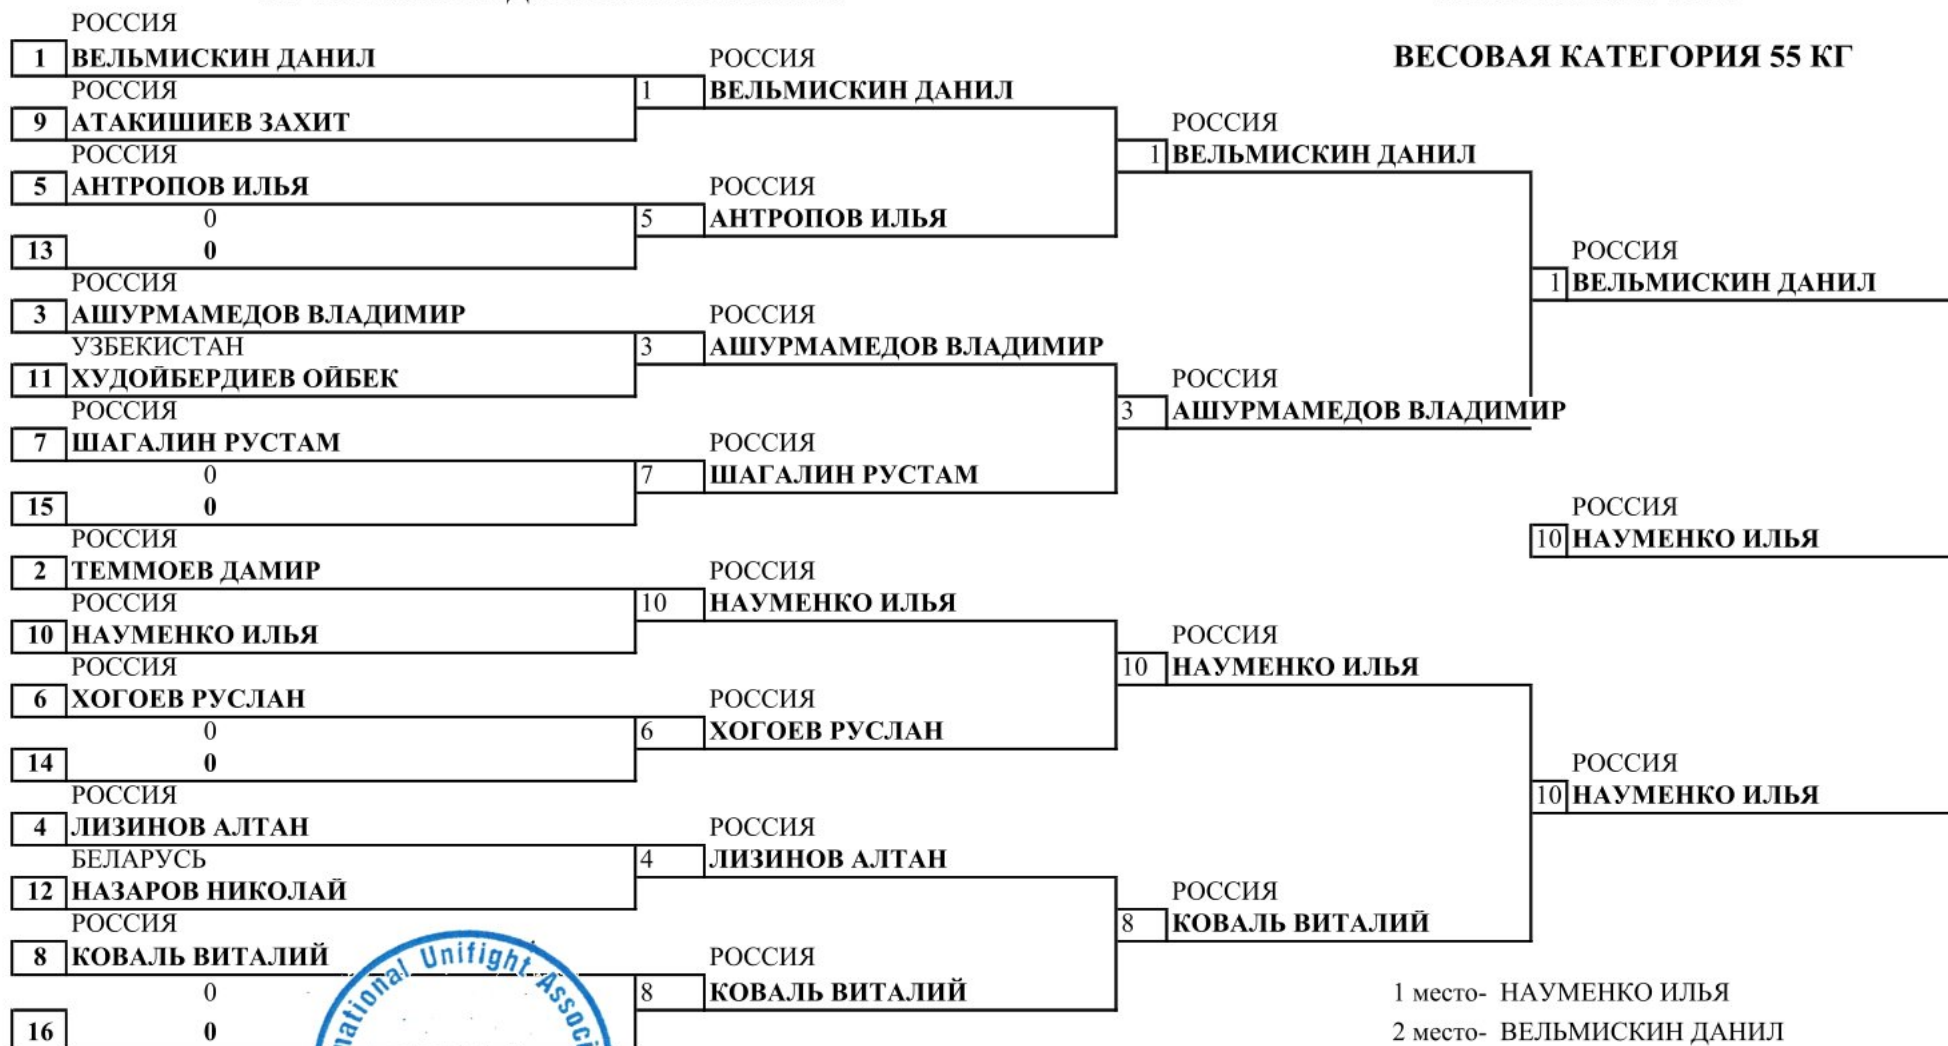 РОССИЯ
1 ВЕЛЬМИСКИН ДАНИЛ РОССИЯ ВЕСОВАЯ КАТЕГОРИЯ 55 КГ
РОССИЯ 1 ВЕЛЬМИСКИН ДАНИЛ
9 АТАКИШИЕВ ЗАХИТ РОССИЯ
РОССИЯ 1 ВЕЛЬМИСКИН ДАНИЛ
5 АНТРОПОВ ИЛЬЯ РОССИЯ
0 5 АНТРОПОВ ИЛЬЯ
13 0 РОССИЯ
РОССИЯ 1 ВЕЛЬМИСКИН ДАНИЛ
3 АШУРМАМЕДОВ ВЛАДИМИР РОССИЯ
УЗБЕКИСТАН 3 АШУРМАМЕДОВ ВЛАДИМИР
11 ХУДОЙБЕРДИЕВ ОЙБЕК РОССИЯ
РОССИЯ 3 АШУРМАМЕДОВ ВЛАДИМИР
7 ШАГАЛИН РУСТАМ РОССИЯ
0 7 ШАГАЛИН РУСТАМ
15 0 РОССИЯ
РОССИЯ 10 НАУМЕНКО ИЛЬЯ
2 ТЕММОЕВ ДАМИР РОССИЯ
РОССИЯ 10 НАУМЕНКО ИЛЬЯ
10 НАУМЕНКО ИЛЬЯ РОССИЯ
РОССИЯ 10 НАУМЕНКО ИЛЬЯ
6 ХОГОЕВ РУСЛАН РОССИЯ
0 6 ХОГОЕВ РУСЛАН
14 0 РОССИЯ
РОССИЯ 10 НАУМЕНКО ИЛЬЯ
4 ЛИЗИНОВ АЛТАН РОССИЯ
БЕЛАРУСЬ 4 ЛИЗИНОВ АЛТАН
12 НАЗАРОВ НИКОЛАЙ РОССИЯ
РОССИЯ 8 КОВАЛЬ ВИТАЛИЙ
8 КОВАЛЬ ВИТАЛИЙ РОССИЯ
0 8 КОВАЛЬ ВИТАЛИЙ 1 место- НАУМЕНКО ИЛЬЯ
16 0 2 место- ВЕЛЬМИСКИН ДАНИЛ
Unifight